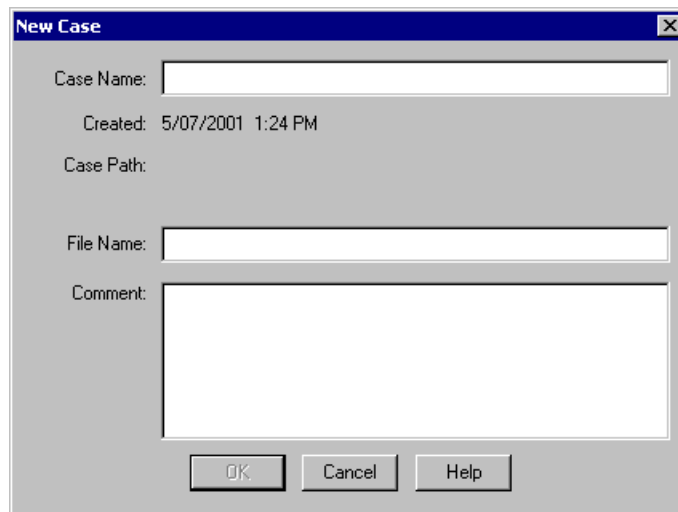 New Case
Case Name:
Created: 5/07/2001 1:24 PM
Case Path:
File Name:
Comment:
OK Cancel Help